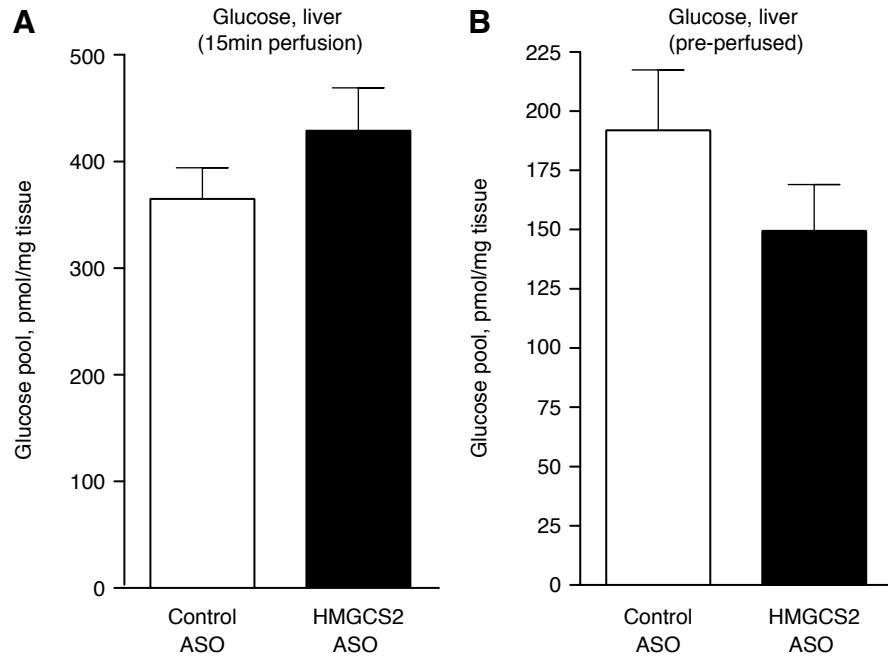 A
Glucose, liver
(15min perfusion)
Glucose pool, pmol/mg tissue
500
400
300
200
100
0
Control
ASO
HMGCS2
ASO
B
Glucose, liver
(pre-perfused)
Glucose pool, pmol/mg tissue
225
200
175
150
125
100
75
50
25
0
Control
ASO
HMGCS2
ASO